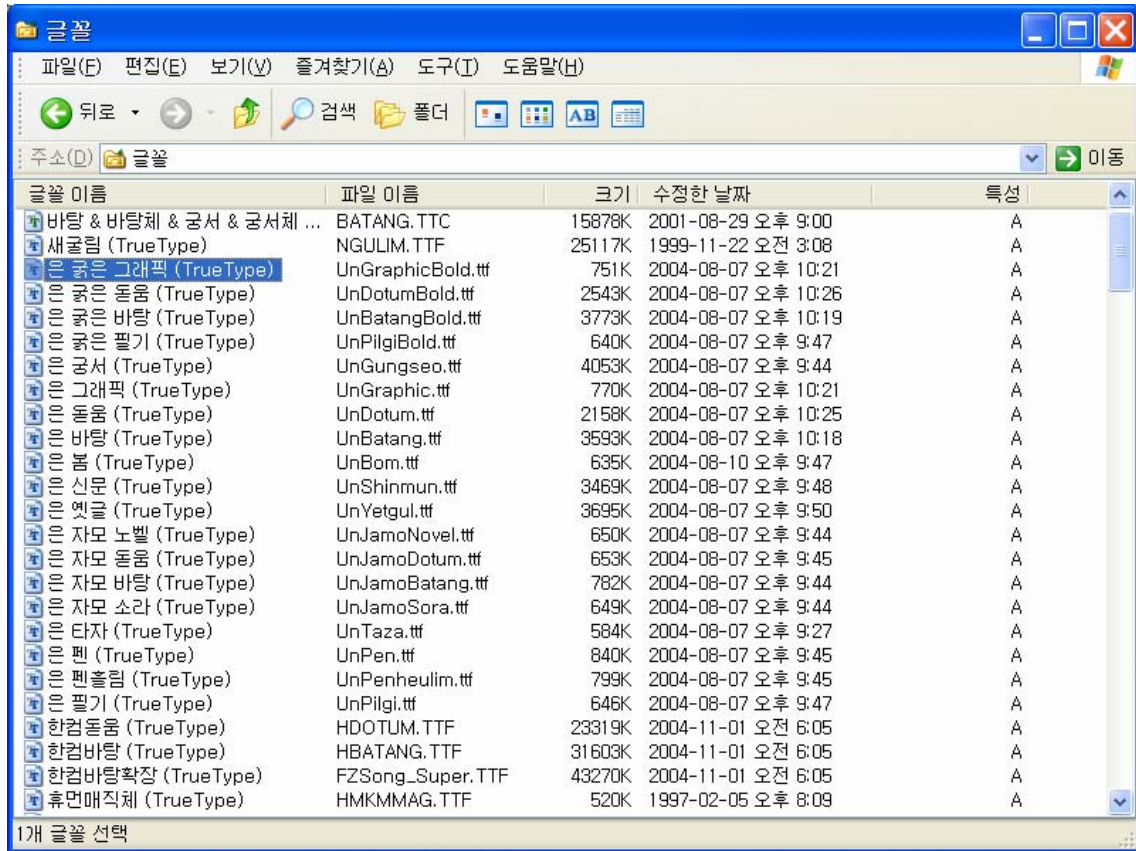 글꼴
파일(F) 편집(E) 보기(V) 즐겨찾기(A) 도구(T) 도움말(H)
뒤로 검색 폴더 AB
주소(D) 글꼴 이동
글꼴 이름 파일 이름 크기 수정한 날짜 특성
바탕 & 바탕체 & 궁서 & 궁서체 ... BATANG.TTC 15878K 2001-08-29 오후 9:00 A
새굴림 (TrueType) NGULIM.TTF 25117K 1999-11-22 오전 3:08 A
은 굵은 그래픽 (TrueType) UnGraphicBold.ttf 751K 2004-08-07 오후 10:21 A
은 굵은 돋움 (TrueType) UnDotumBold.ttf 2543K 2004-08-07 오후 10:26 A
은 굵은 바탕 (TrueType) UnBatangBold.ttf 3773K 2004-08-07 오후 10:19 A
은 굵은 필기 (TrueType) UnPilgiBold.ttf 640K 2004-08-07 오후 9:47 A
은 궁서 (TrueType) UnGungseo.ttf 4053K 2004-08-07 오후 9:44 A
은 그래픽 (TrueType) UnGraphic.ttf 770K 2004-08-07 오후 10:21 A
은 돋움 (TrueType) UnDotum.ttf 2158K 2004-08-07 오후 10:25 A
은 바탕 (TrueType) UnBatang.ttf 3593K 2004-08-07 오후 10:18 A
은 봄 (TrueType) UnBom.ttf 635K 2004-08-10 오후 9:47 A
은 신문 (TrueType) UnShinmun.ttf 3469K 2004-08-07 오후 9:48 A
은 옛글 (TrueType) UnYetgul.ttf 3695K 2004-08-07 오후 9:50 A
은 자모 노벨 (TrueType) UnJamoNovel.ttf 650K 2004-08-07 오후 9:44 A
은 자모 돋움 (TrueType) UnJamoDotum.ttf 653K 2004-08-07 오후 9:45 A
은 자모 바탕 (TrueType) UnJamoBatang.ttf 782K 2004-08-07 오후 9:44 A
은 자모 소라 (TrueType) UnJamoSora.ttf 649K 2004-08-07 오후 9:44 A
은 타자 (TrueType) UnTaza.ttf 584K 2004-08-07 오후 9:27 A
은 펜 (TrueType) UnPen.ttf 840K 2004-08-07 오후 9:45 A
은 펜흘림 (TrueType) UnPenheulim.ttf 799K 2004-08-07 오후 9:45 A
은 필기 (TrueType) UnPilgi.ttf 646K 2004-08-07 오후 9:47 A
한컴돋움 (TrueType) HDOTUM.TTF 23319K 2004-11-01 오전 6:05 A
한컴바탕 (TrueType) HBATANG.TTF 31603K 2004-11-01 오전 6:05 A
한컴바탕확장 (TrueType) FZSong_Super.TTF 43270K 2004-11-01 오전 6:05 A
휴먼매직체 (TrueType) HMKMMAG.TTF 520K 1997-02-05 오후 8:09 A
1개 글꼴 선택